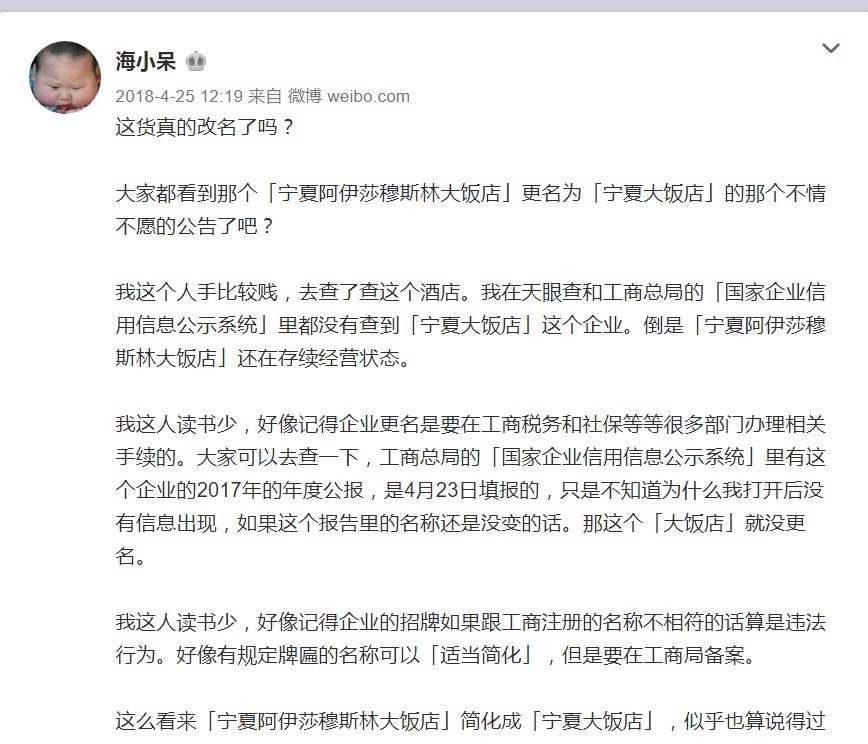 海小呆
2018-4-25 12:19 来自 微博 weibo.com
这货真的改名了吗？
大家都看到那个「宁夏阿伊莎穆斯林大饭店」更名为「宁夏大饭店」的那个不情
不愿的公告了吧？
我这个人手比较贱，去查了查这个酒店。我在天眼查和工商总局的「国家企业信
用信息公示系统」里都没有查到「宁夏大饭店」这个企业。倒是「宁夏阿伊莎穆
斯林大饭店」还在存续经营状态。
我这人读书少，好像记得企业更名是要在工商税务和社保等等很多部门办理相关
手续的。大家可以去查一下，工商总局的「国家企业信用信息公示系统」里有这
个企业的2017年的年度公报，是4月23日填报的，只是不知道为什么我打开后没
有信息出现，如果这个报告里的名称还是没变的话。那这个「大饭店」就没更
名。
我这人读书少，好像记得企业的招牌如果跟工商注册的名称不相符的话算是违法
行为。好像有规定牌匾的名称可以「适当简化」，但是要在工商局备案。
这么看来「宁夏阿伊莎穆斯林大饭店」简化成「宁夏大饭店」，似乎也算说得过